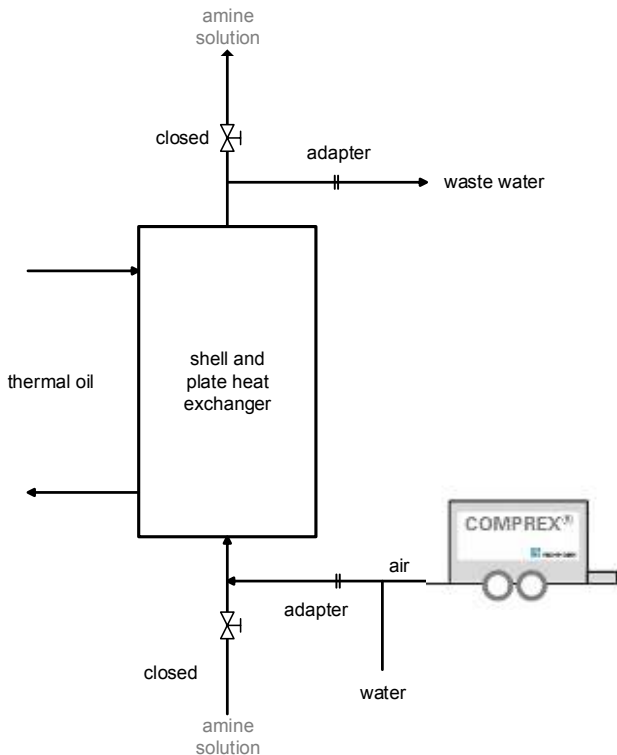 amine
solution
closed
adapter
waste water
shell and
plate heat
exchanger
thermal oil
COMPREX®
air
adapter
closed
water
amine
solution